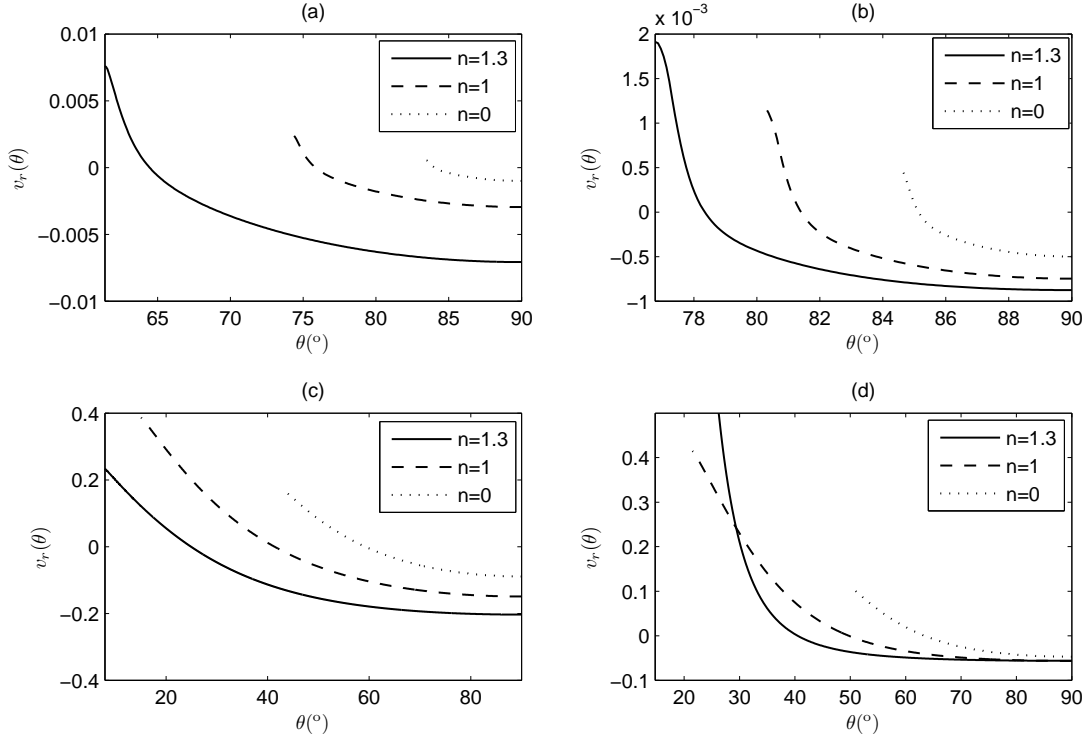 (a)
0.01
0.005
0
−0.005
−0.01
v_r(θ)
65 70 75 80 85 90
θ(°)
n=1.3
n=1
n=0
(b)
x 10⁻³
2
1.5
1
0.5
0
−0.5
−1
v_r(θ)
78 80 82 84 86 88 90
θ(°)
n=1.3
n=1
n=0
(c)
0.4
0.2
0
−0.2
−0.4
v_r(θ)
20 40 60 80
θ(°)
n=1.3
n=1
n=0
(d)
0.4
0.3
0.2
0.1
0
−0.1
v_r(θ)
20 30 40 50 60 70 80 90
θ(°)
n=1.3
n=1
n=0